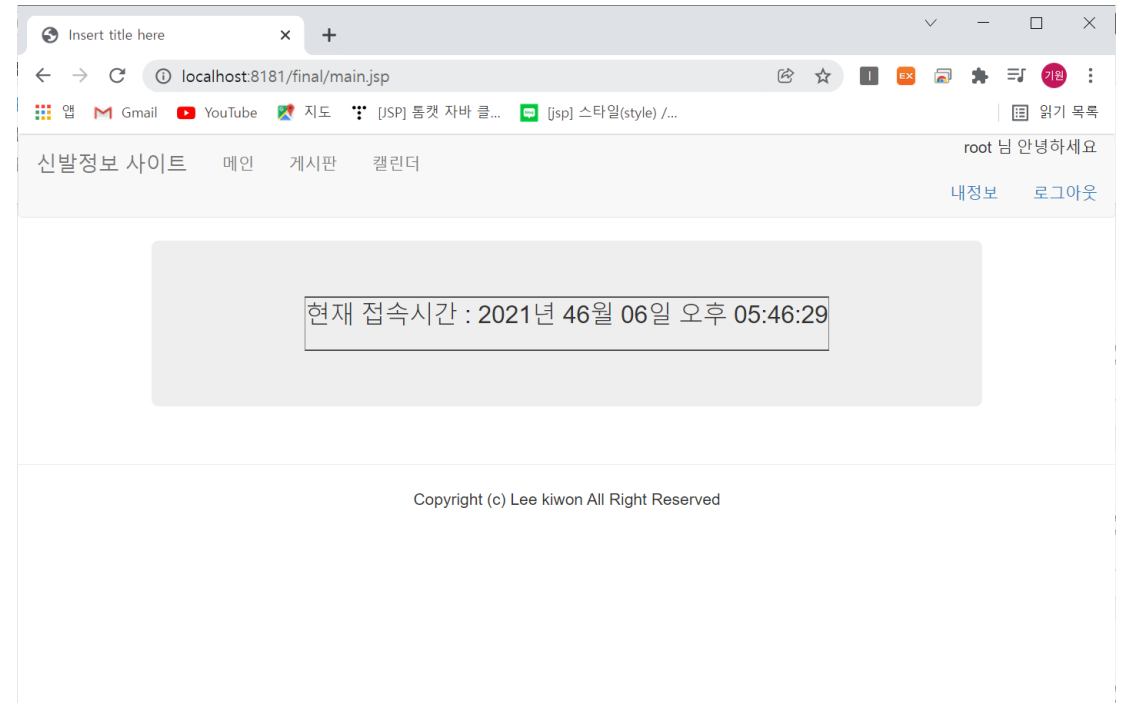 Insert title here
localhost:8181/final/main.jsp
EX
기원
앱 Gmail YouTube 지도 [JSP] 톰캣 자바 클... [jsp] 스타일(style) /... 읽기 목록
root 님 안녕하세요
신발정보 사이트 메인 게시판 캘린더
내정보 로그아웃
현재 접속시간 : 2021년 46월 06일 오후 05:46:29
Copyright (c) Lee kiwon All Right Reserved